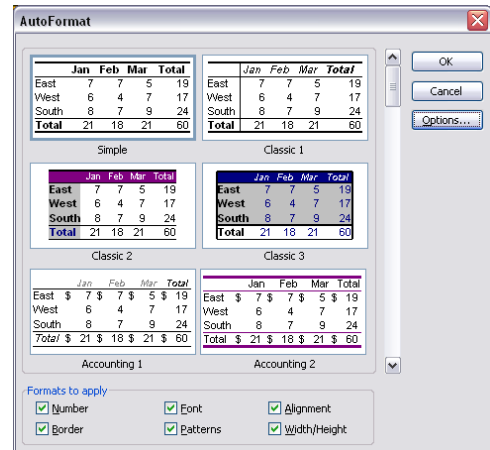 AutoFormat
Jan Feb Mar Total
East 7 7 5 19
West 6 4 7 17
South 8 7 9 24
Total 21 18 21 60
Simple
Jan Feb Mar Total
East 7 7 5 19
West 6 4 7 17
South 8 7 9 24
Total 21 18 21 60
Classic 1
OK
Cancel
Options...
Jan Feb Mar Total
East 7 7 5 19
West 6 4 7 17
South 8 7 9 24
Total 21 18 21 60
Classic 2
Jan Feb Mar Total
East 7 7 5 19
West 6 4 7 17
South 8 7 9 24
Total 21 18 21 60
Classic 3
Jan Feb Mar Total
East $ 7 $ 7 $ 5 $ 19
West 6 4 7 17
South 8 7 9 24
Total $ 21 $ 18 $ 21 $ 60
Accounting 1
Jan Feb Mar Total
East $ 7 $ 7 $ 5 $ 19
West 6 4 7 17
South 8 7 9 24
Total $ 21 $ 18 $ 21 $ 60
Accounting 2
Formats to apply
Number Font Alignment
Border Patterns Width/Height